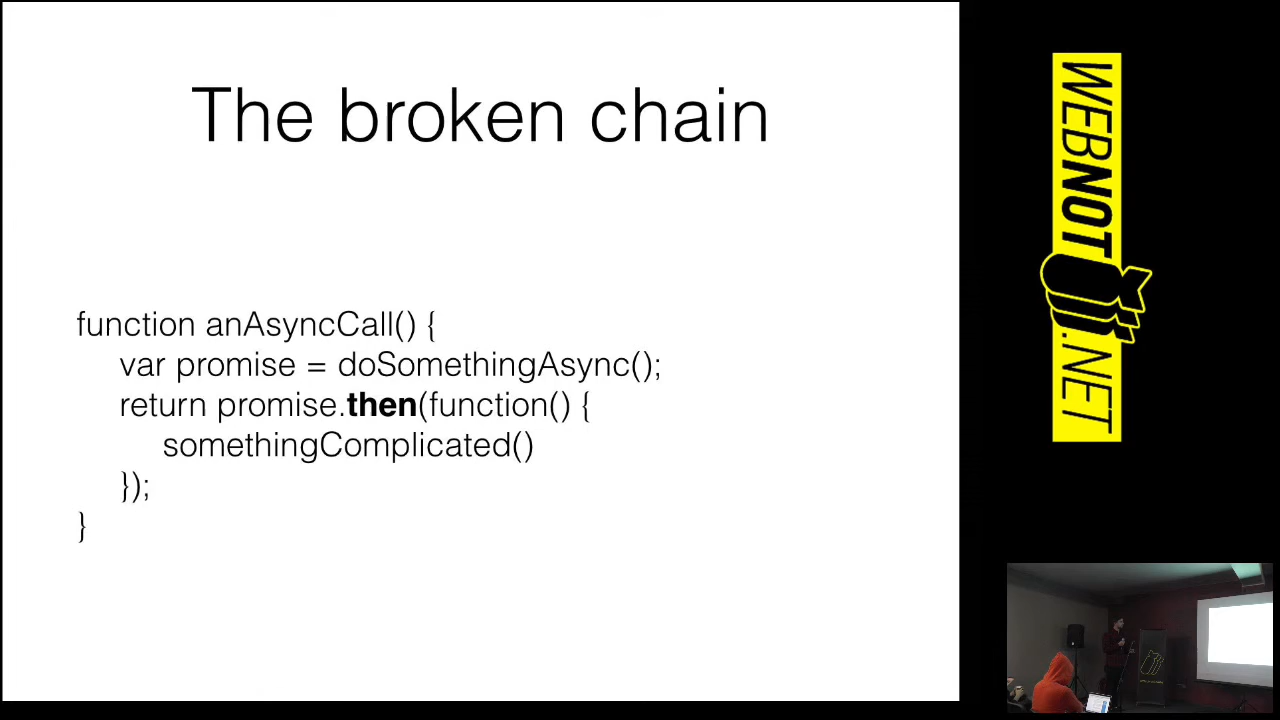 The broken chain
function anAsyncCall() {
var promise = doSomethingAsync();
return promise.then(function() {
somethingComplicated()
});
}
WEBNOT
.NET